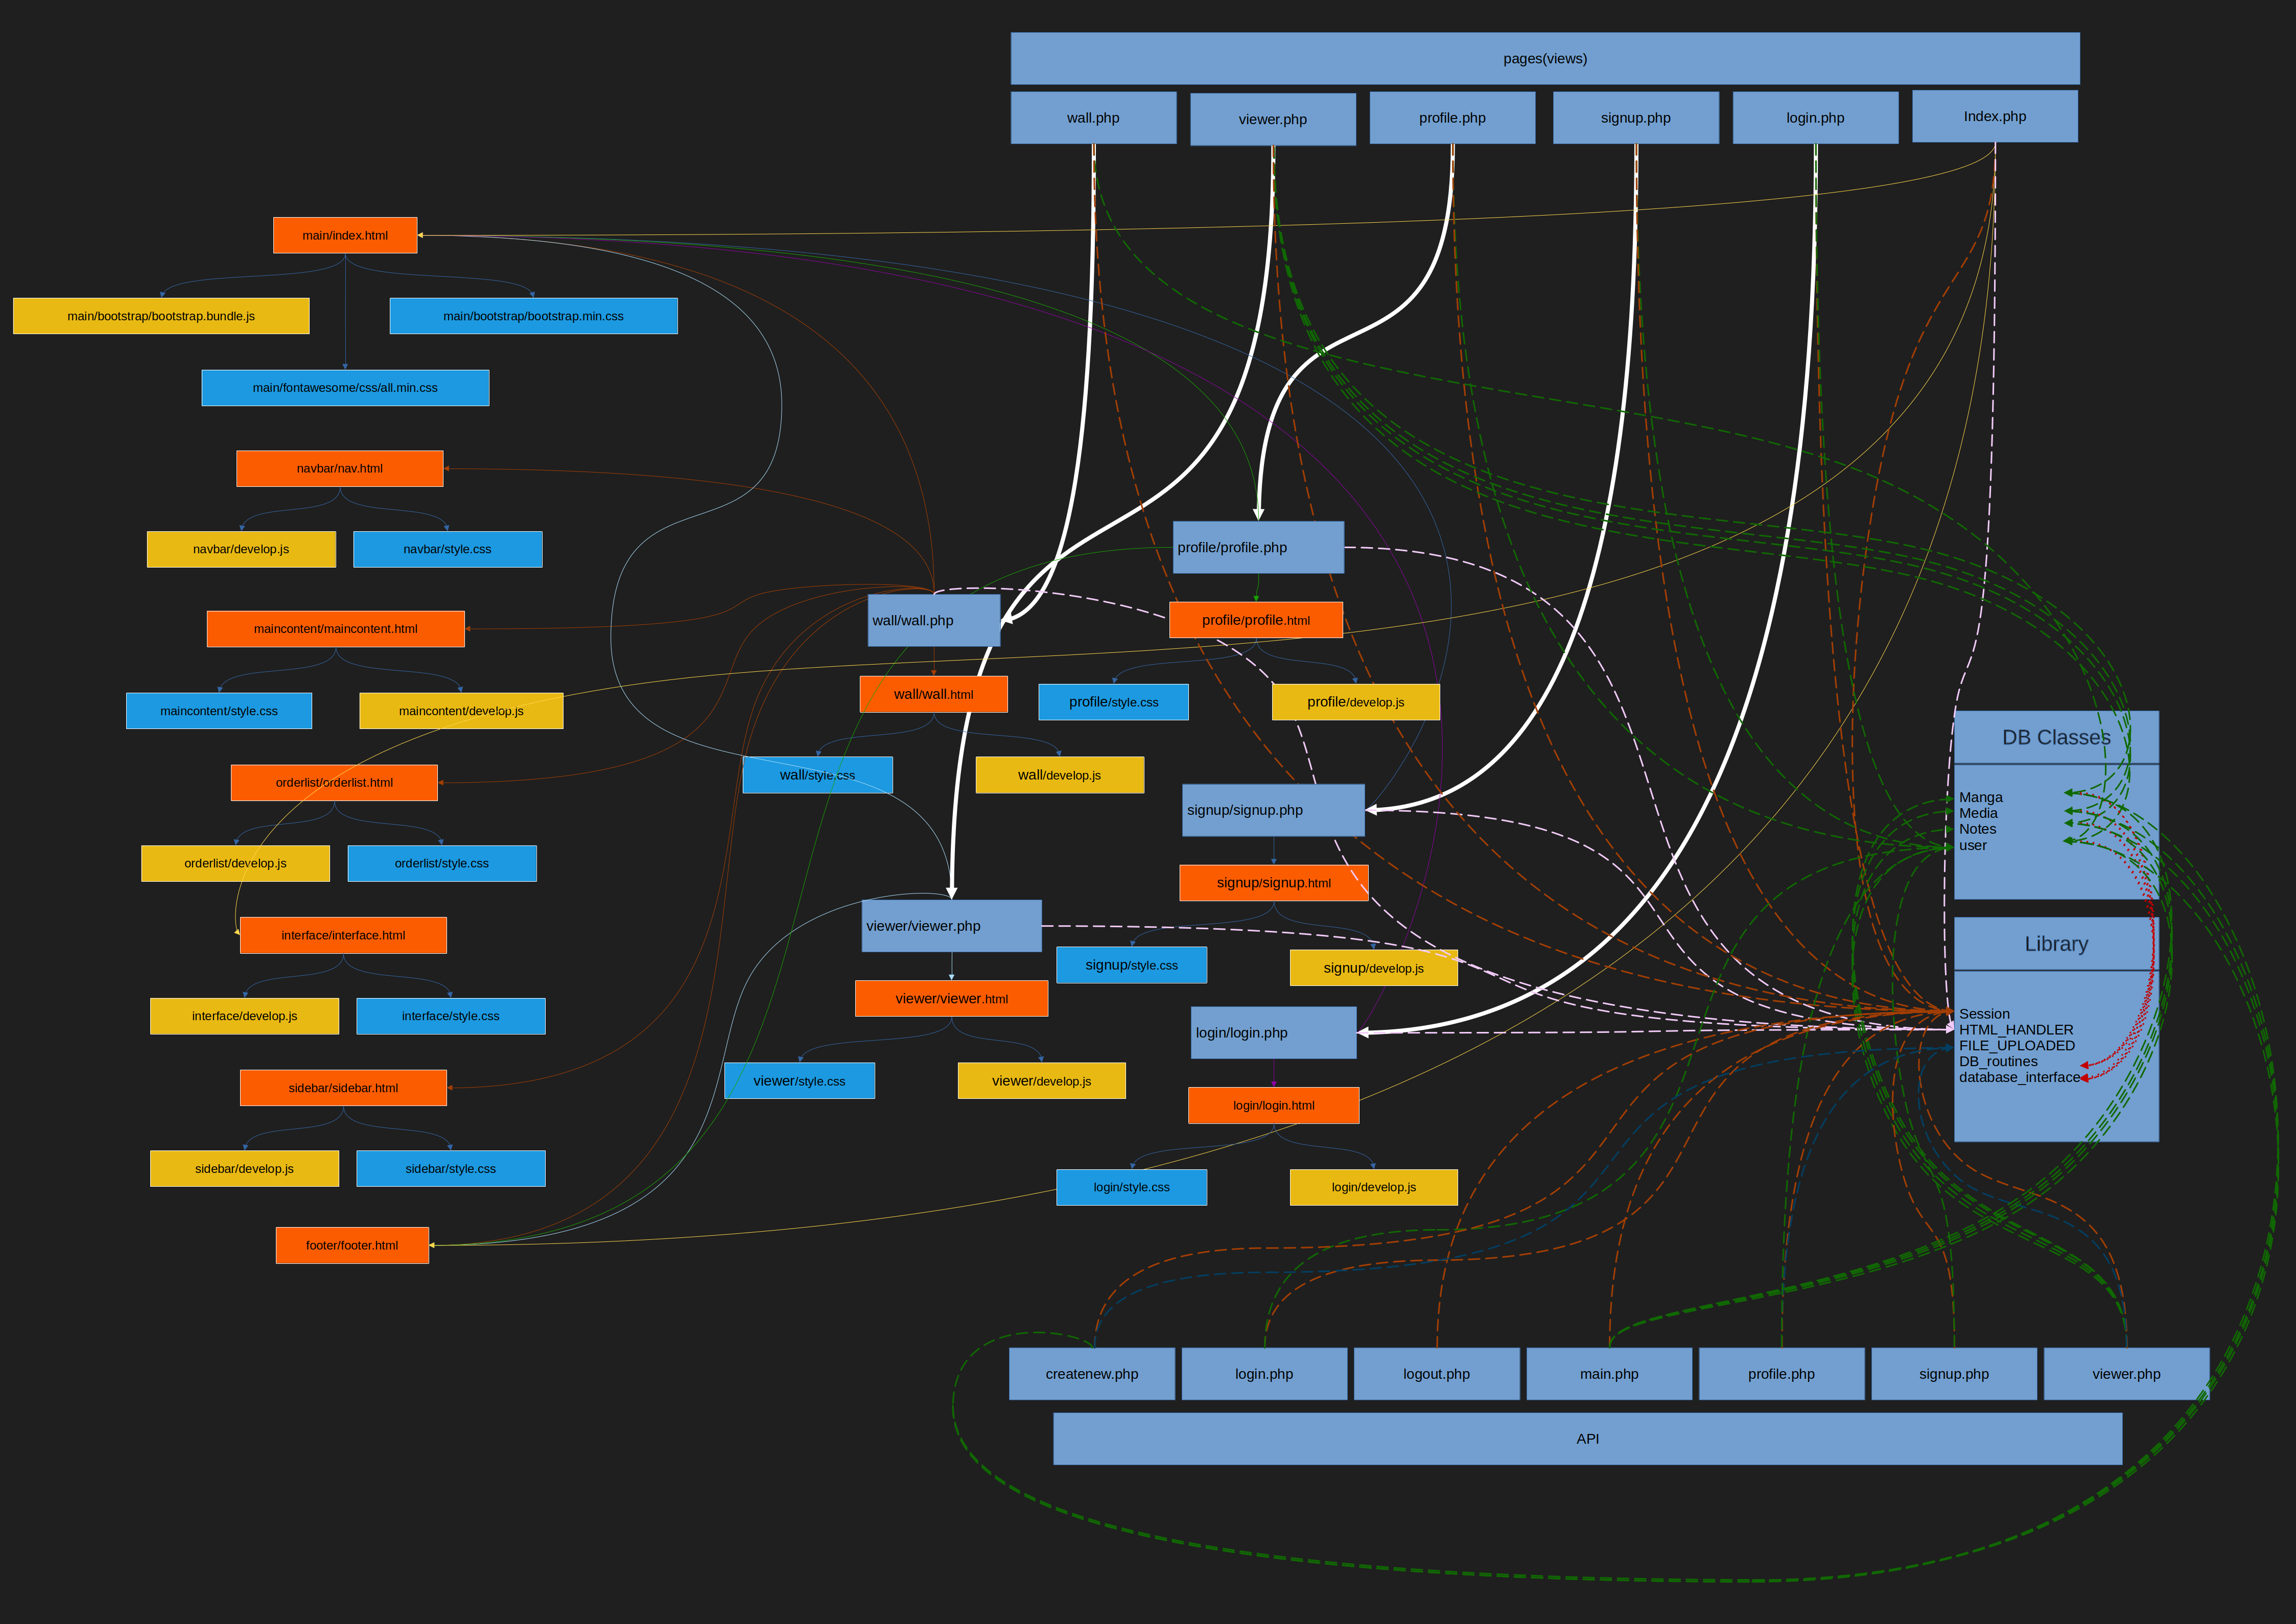 pages(views)
wall.php
viewer.php
profile.php
signup.php
login.php
Index.php
main/index.html
main/bootstrap/bootstrap.bundle.js
main/bootstrap/bootstrap.min.css
main/fontawesome/css/all.min.css
navbar/nav.html
navbar/develop.js
navbar/style.css
profile/profile.php
maincontent/maincontent.html
wall/wall.php
profile/profile.html
maincontent/style.css
maincontent/develop.js
wall/wall.html
profile/style.css
profile/develop.js
DB Classes
Manga
Media
Notes
user
orderlist/orderlist.html
wall/style.css
wall/develop.js
signup/signup.php
orderlist/develop.js
orderlist/style.css
signup/signup.html
interface/interface.html
viewer/viewer.php
signup/style.css
signup/develop.js
Library
Session
HTML_HANDLER
FILE_UPLOADED
DB_routines
database_interface
interface/develop.js
interface/style.css
viewer/viewer.html
login/login.php
sidebar/sidebar.html
viewer/style.css
viewer/develop.js
login/login.html
sidebar/develop.js
sidebar/style.css
login/style.css
login/develop.js
footer/footer.html
createnew.php
login.php
logout.php
main.php
profile.php
signup.php
viewer.php
API